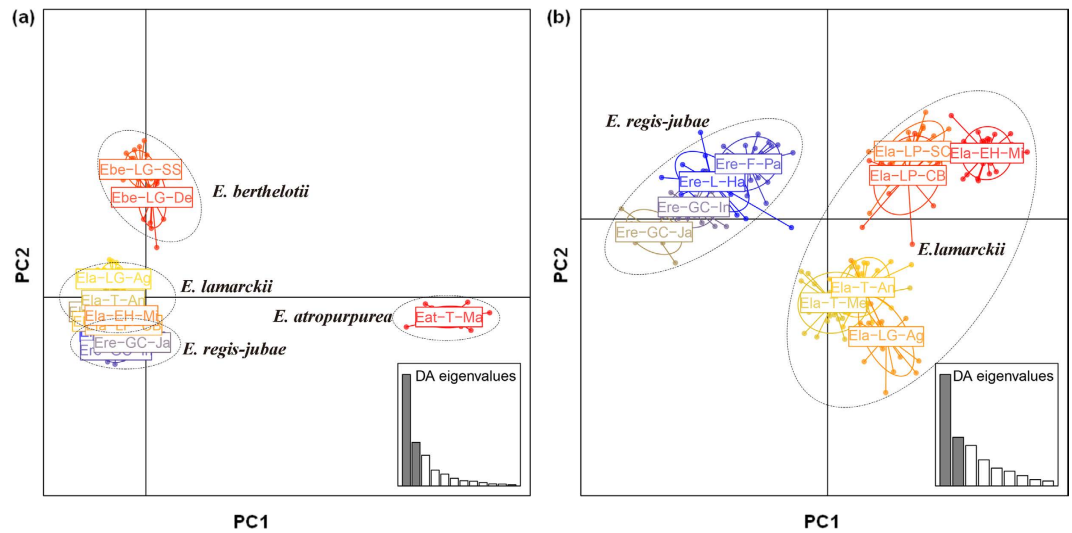 (a)
Ebe-LG-SS
Ebe-LG-De
E. berthelotii
Ela-LG-Ag
Ela-T-An
E. lamarckii
Ela-EH-Mi
Ere-GC-Ja
E. regis-jubae
E. atropurpurea
Eat-T-Ma
DA eigenvalues
PC2
PC1
(b)
E. regis-jubae
Ere-F-Pa
Ere-L-Ha
Ere-GC-In
Ere-GC-Ja
Ela-LP-SC
Ela-EH-Mi
Ela-LP-CB
E.lamarckii
Ela-T-An
Ela-T-Me
Ela-LG-Ag
DA eigenvalues
PC2
PC1